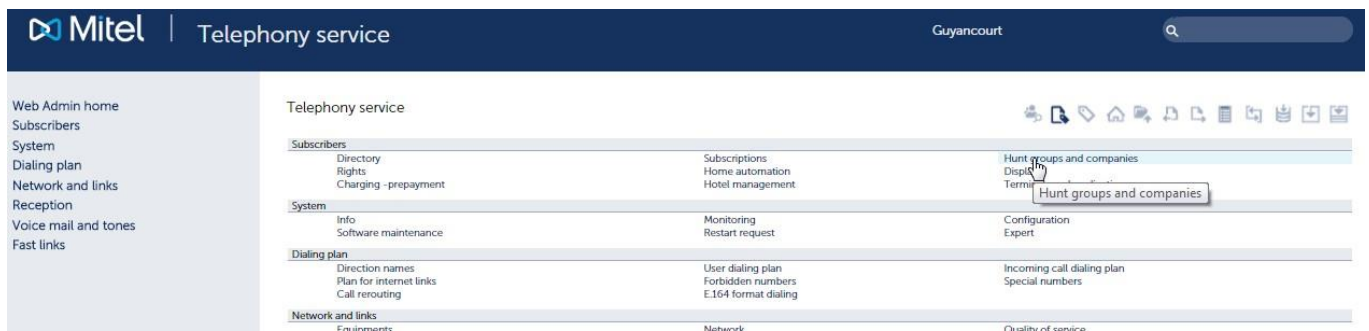 Mitel | Telephony service
Guyancourt
Web Admin home
Subscribers
System
Dialing plan
Network and links
Reception
Voice mail and tones
Fast links
Telephony service
Subscribers
Directory Subscriptions Hunt groups and companies
Rights Home automation
Charging -prepayment Hotel management
Hunt groups and companies
System
Info Monitoring Configuration
Software maintenance Restart request Expert
Dialing plan
Direction names User dialing plan Incoming call dialing plan
Plan for internet links Forbidden numbers Special numbers
Call rerouting E.164 format dialing
Network and links
Equipments Network Quality of service